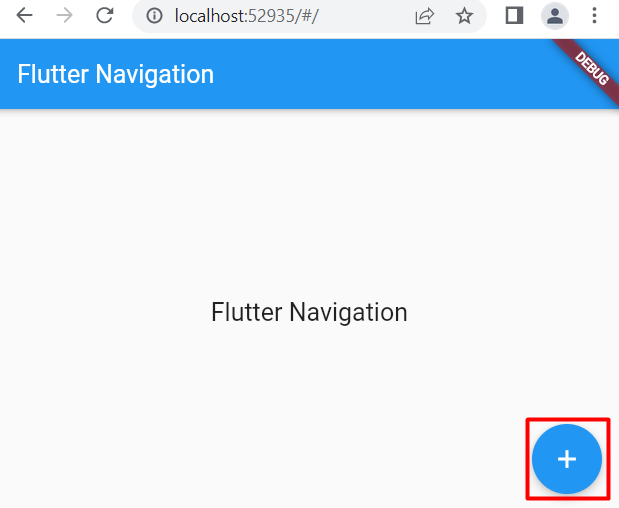 localhost:52935/#/
Flutter Navigation
DEBUG
Flutter Navigation